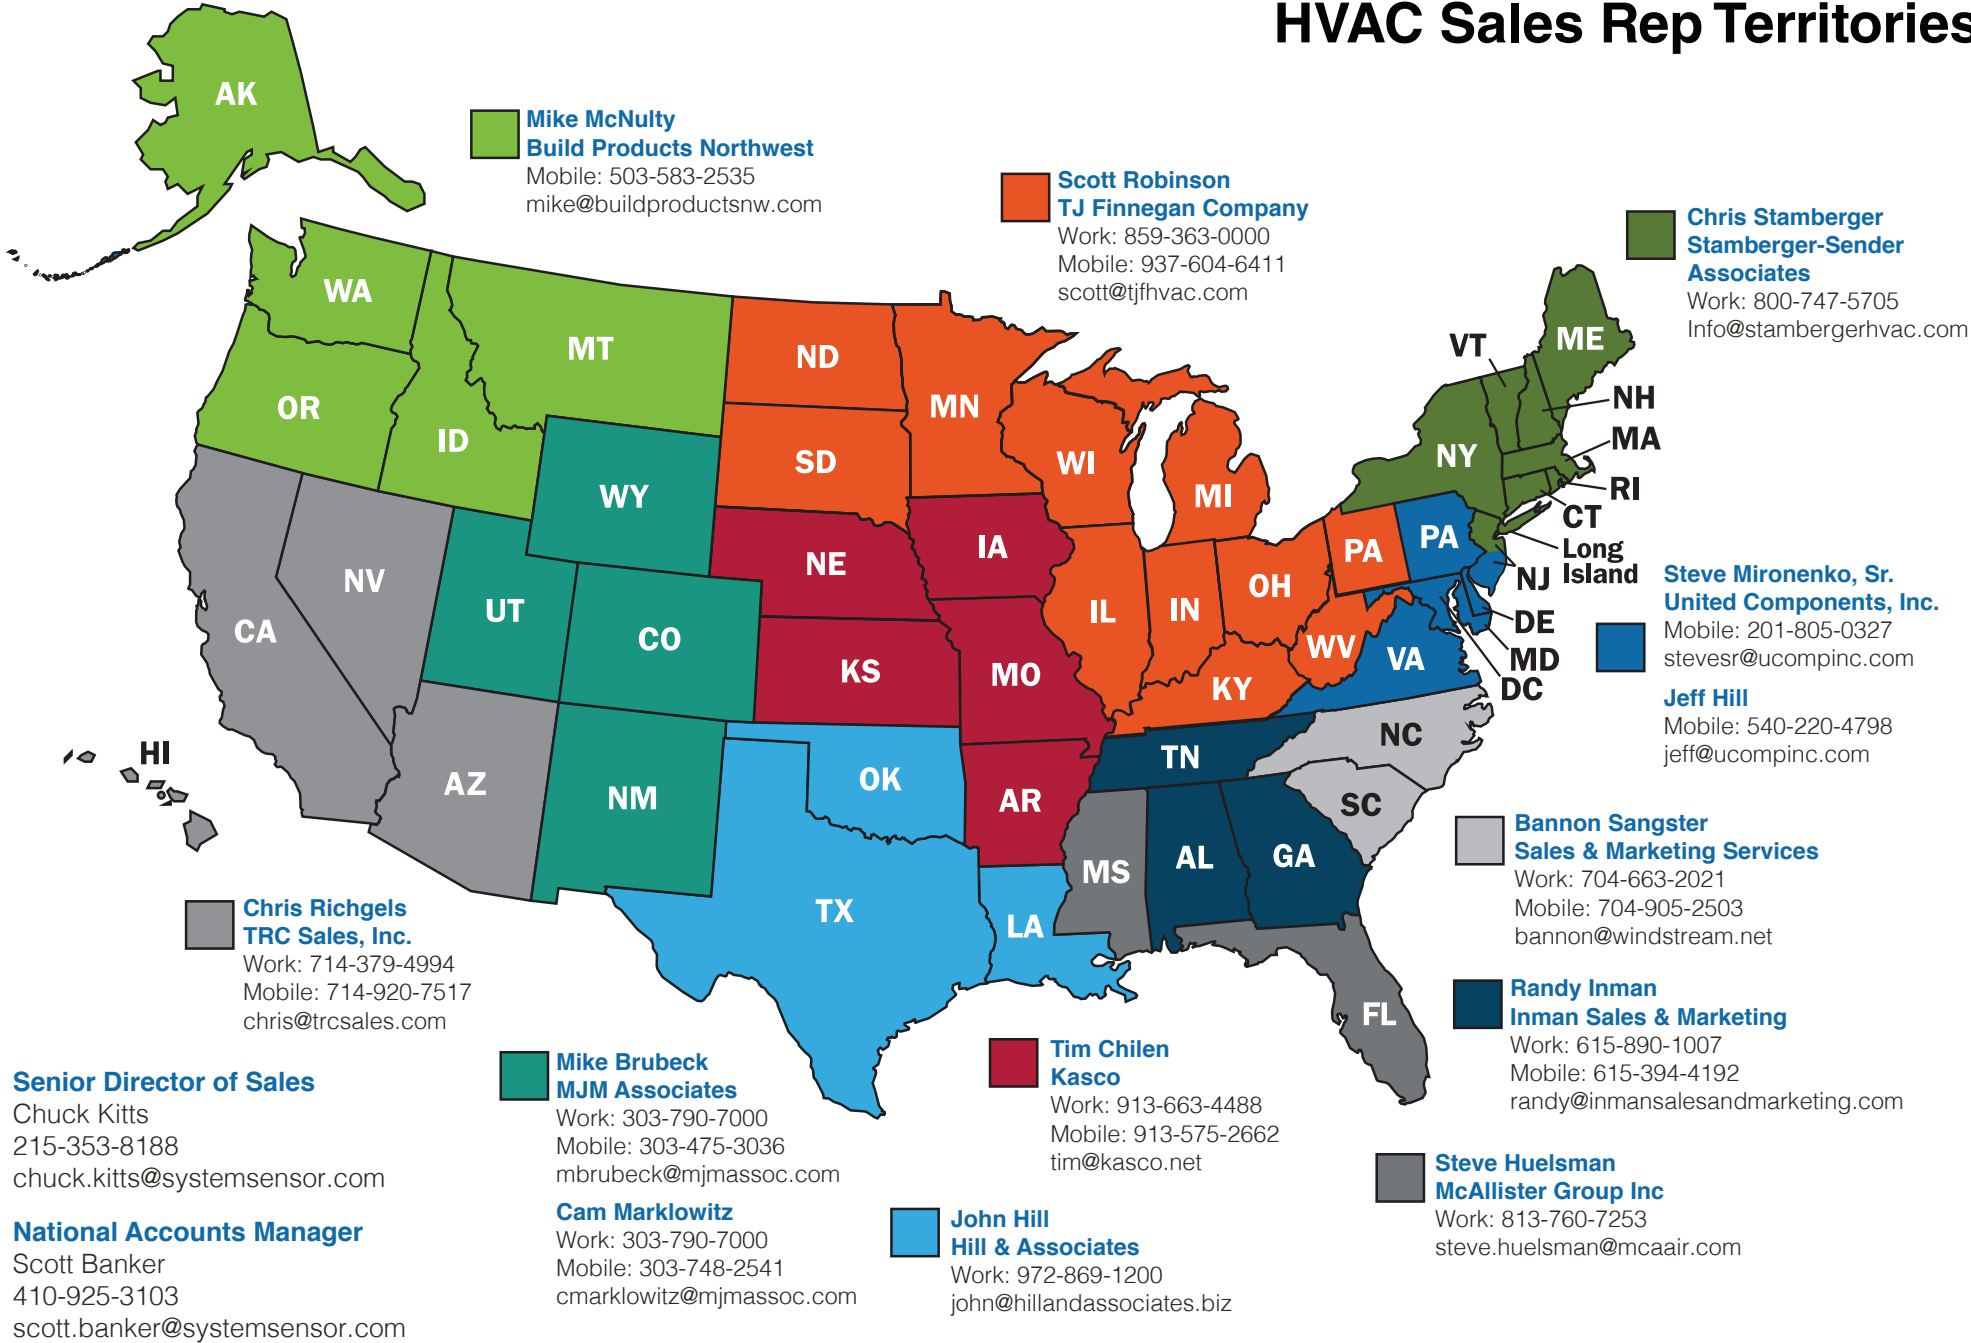 HVAC Sales Rep Territories
AK
Mike McNulty
Build Products Northwest
Mobile: 503-583-2535
mike@buildproductsnw.com
Scott Robinson
TJ Finnegan Company
Work: 859-363-0000
Mobile: 937-604-6411
scott@tjfhvac.com
Chris Stamberger
Stamberger-Sender
Associates
Work: 800-747-5705
Info@stambergerhvac.com
WA
MT
ND
MN
VT
ME
OR
ID
SD
WI
MI
NY
NH
MA
RI
CT
Long
Island
NJ
WY
NE
IA
PA
PA
NV
UT
CO
CA
KS
MO
IL
IN
OH
WV
VA
KY
DE
MD
DC
Steve Mironenko, Sr.
United Components, Inc.
Mobile: 201-805-0327
stevesr@ucompinc.com
Jeff Hill
Mobile: 540-220-4798
jeff@ucompinc.com
HI
AZ
NM
OK
AR
TN
NC
SC
MS
AL
GA
TX
LA
FL
Bannon Sangster
Sales & Marketing Services
Work: 704-663-2021
Mobile: 704-905-2503
bannon@windstream.net
Chris Richgels
TRC Sales, Inc.
Work: 714-379-4994
Mobile: 714-920-7517
chris@trcsales.com
Randy Inman
Inman Sales & Marketing
Work: 615-890-1007
Mobile: 615-394-4192
randy@inmansalesandmarketing.com
Senior Director of Sales
Chuck Kitts
215-353-8188
chuck.kitts@systemsensor.com
National Accounts Manager
Scott Banker
410-925-3103
scott.banker@systemsensor.com
Mike Brubeck
MJM Associates
Work: 303-790-7000
Mobile: 303-475-3036
mbrubeck@mjmassoc.com
Cam Marklowitz
Work: 303-790-7000
Mobile: 303-748-2541
cmarklowitz@mjmassoc.com
Tim Chilen
Kasco
Work: 913-663-4488
Mobile: 913-575-2662
tim@kasco.net
John Hill
Hill & Associates
Work: 972-869-1200
john@hillandassociates.biz
Steve Huelsman
McAllister Group Inc
Work: 813-760-7253
steve.huelsman@mcaair.com